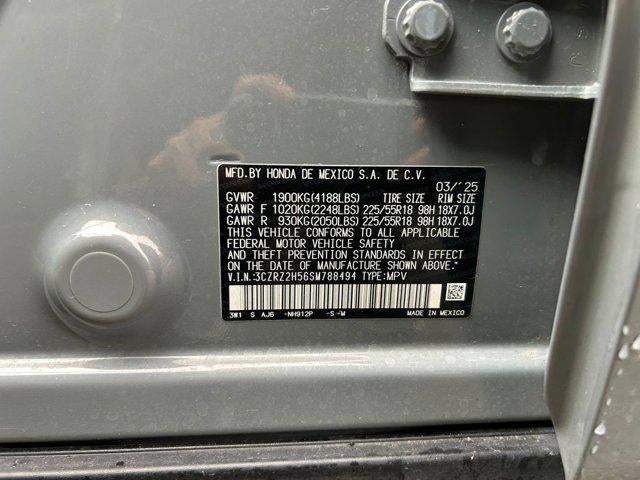 MFD.BY HONDA DE MEXICO S.A. DE C.V.
03/'25
GVWR 1900KG(4188LBS) TIRE SIZE RIM SIZE
GAWR F 1020KG(2248LBS) 225/55R18 98H 18X7.0J
GAWR R 930KG(2050LBS) 225/55R18 98H 18X7.0J
THIS VEHICLE CONFORMS TO ALL APPLICABLE
FEDERAL MOTOR VEHICLE SAFETY
AND THEFT PREVENTION STANDARDS IN EFFECT
ON THE DATE OF MANUFACTURE SHOWN ABOVE.
V.I.N.:3CZRZ2H56SM788494 TYPE:MPV
3W1 S AJ6 -NH912P -S -M MADE IN MEXICO